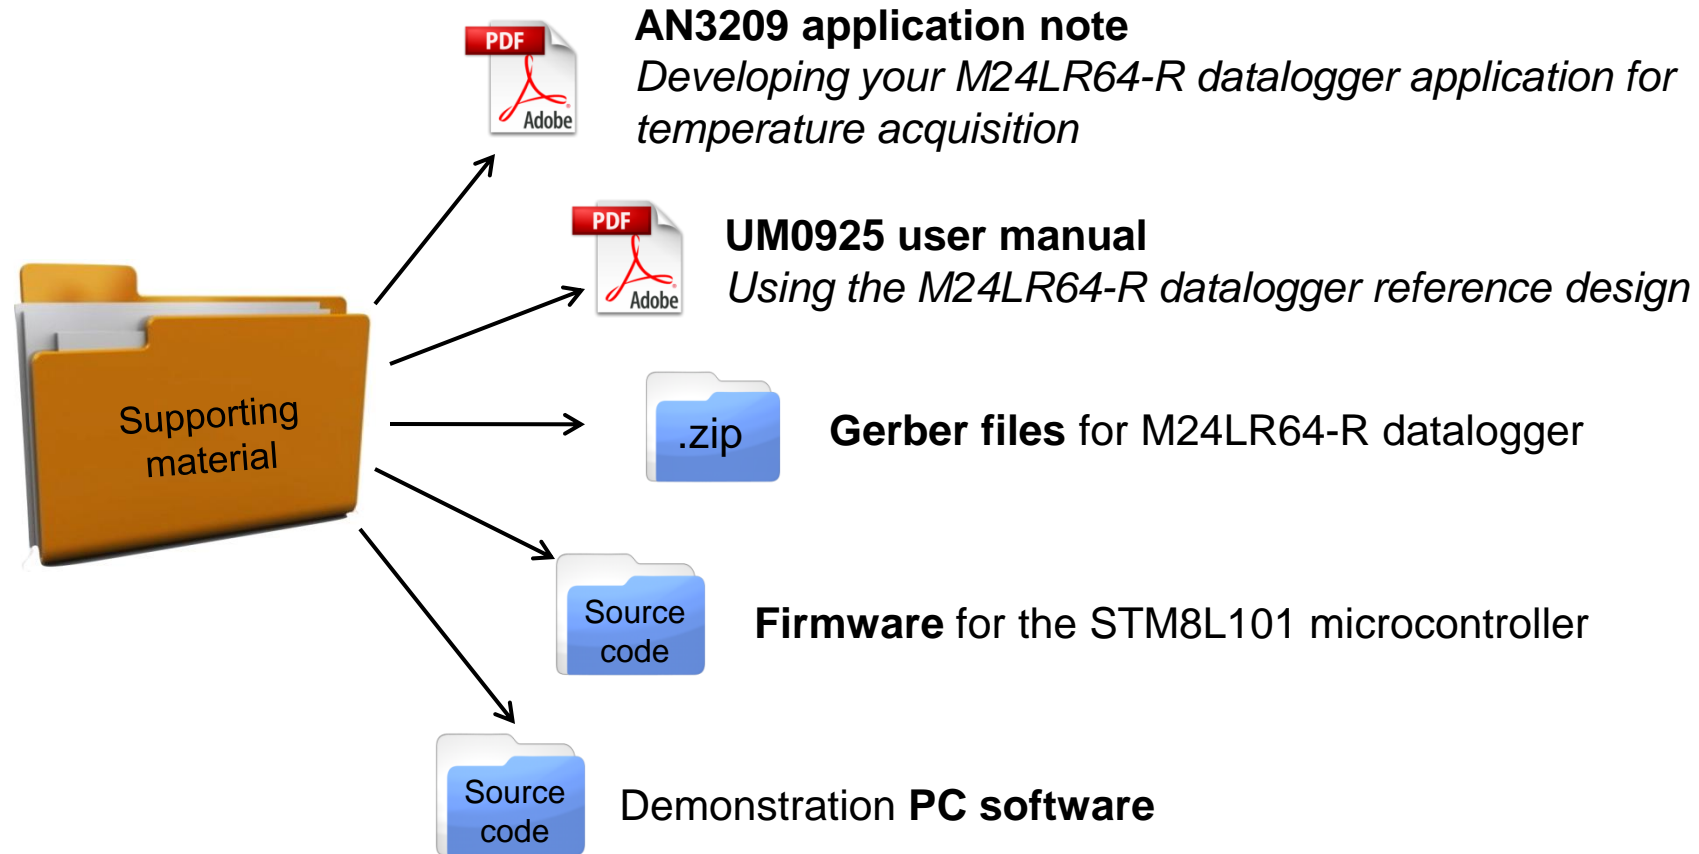 PDF
Adobe
AN3209 application note
Developing your M24LR64-R datalogger application for
temperature acquisition
PDF
Adobe
UM0925 user manual
Using the M24LR64-R datalogger reference design
Supporting
material
.zip
Gerber files for M24LR64-R datalogger
Source
code
Firmware for the STM8L101 microcontroller
Source
code
Demonstration PC software